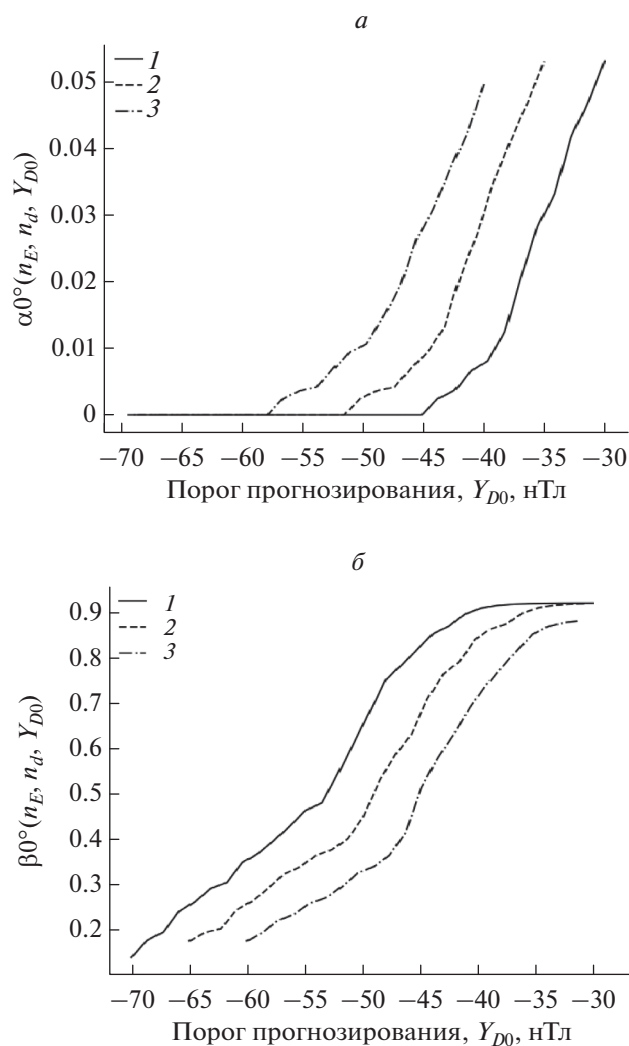 а
0.05
0.04
0.03
0.02
0.01
0
α0°(n_E, n_d, Y_D0)
1
2
3
−70 −65 −60 −55 −50 −45 −40 −35 −30
Порог прогнозирования, Y_D0, нТл
б
0.9
0.8
0.7
0.6
0.5
0.4
0.3
0.2
β0°(n_E, n_d, Y_D0)
1
2
3
−70 −65 −60 −55 −50 −45 −40 −35 −30
Порог прогнозирования, Y_D0, нТл